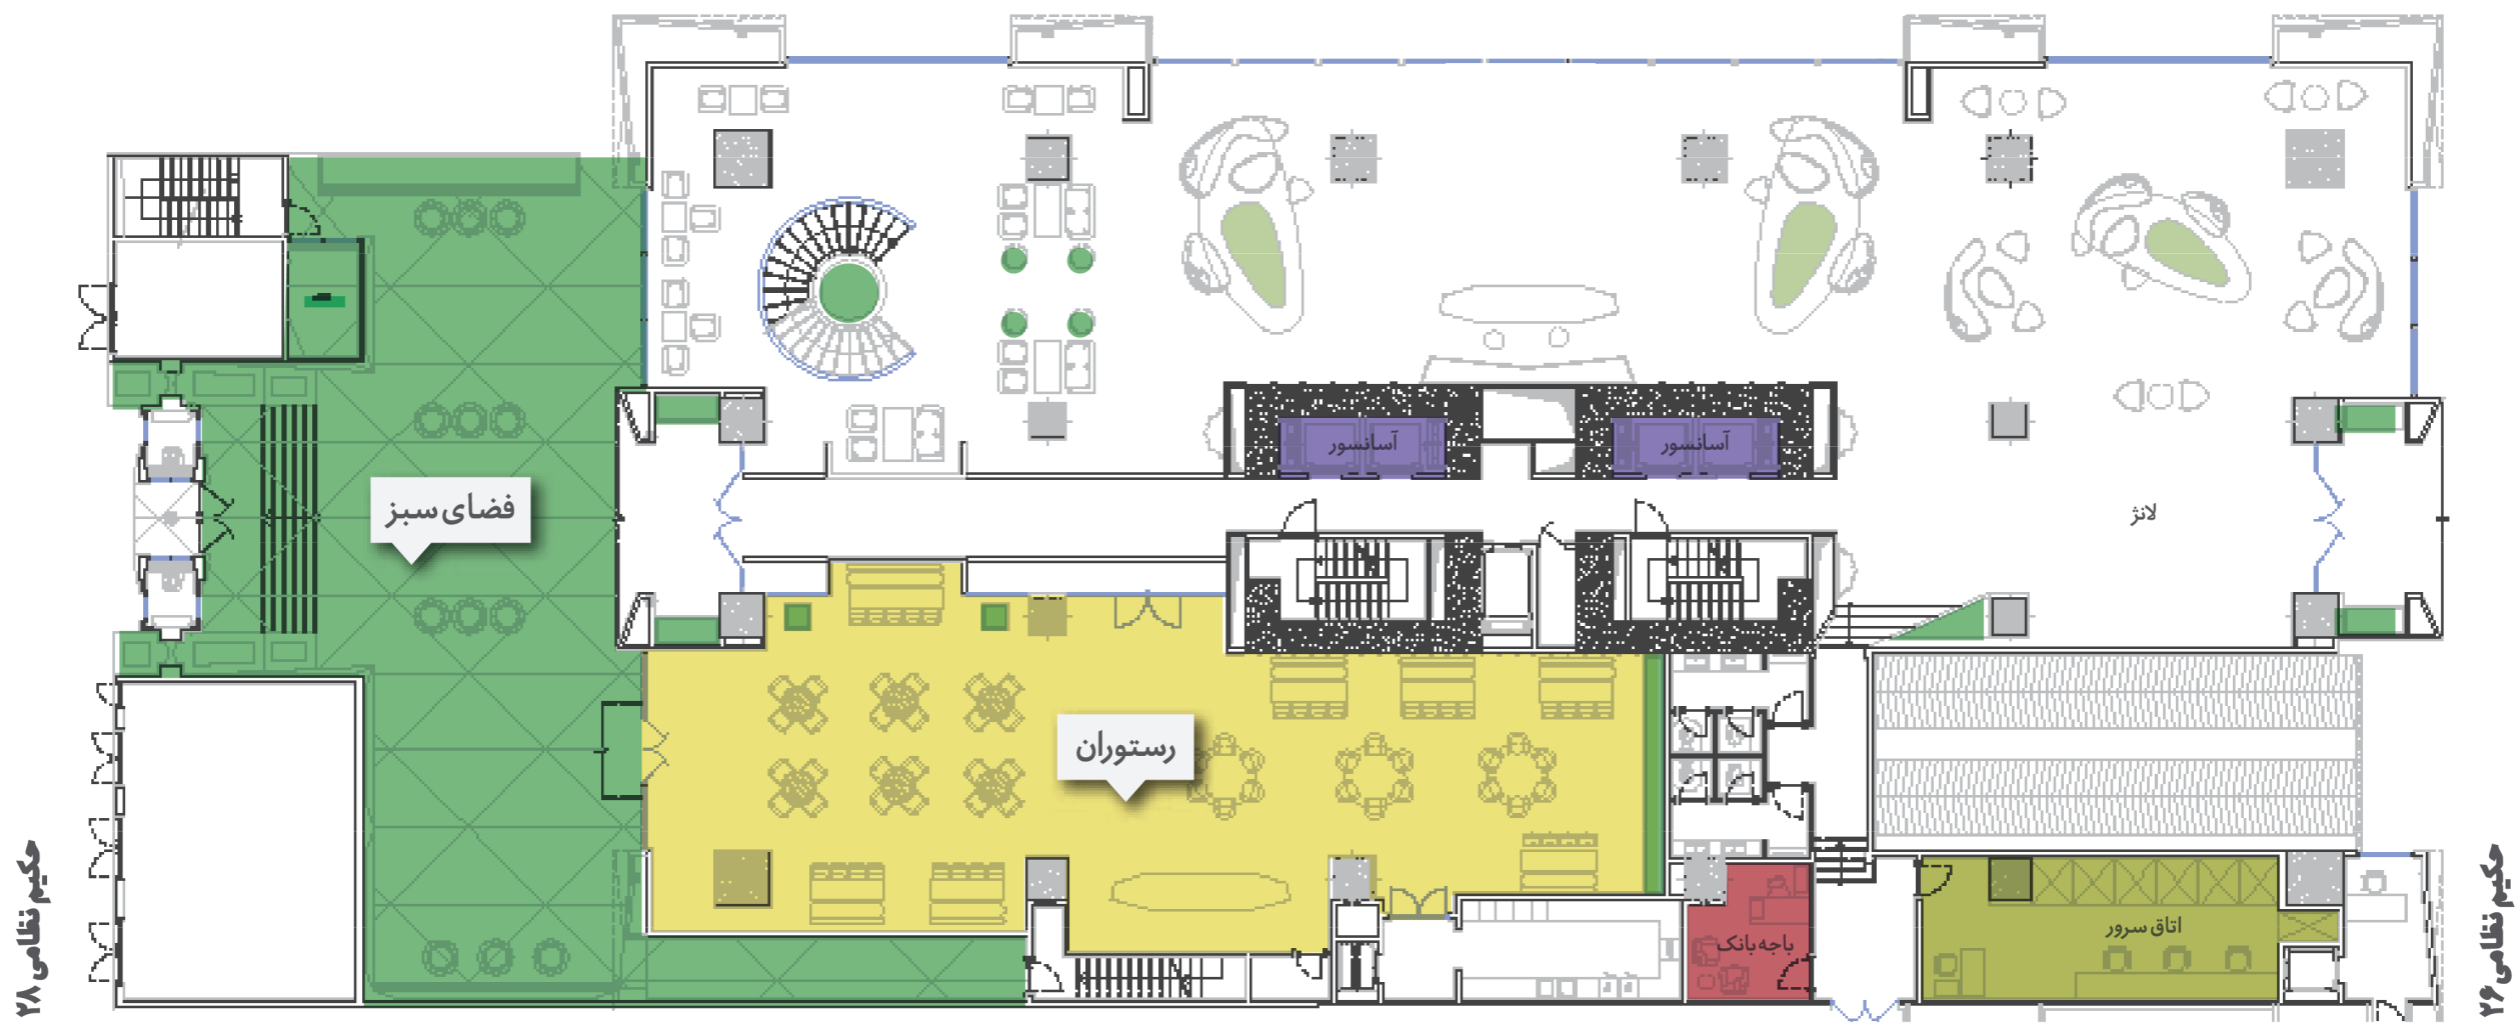 آسانسور
آسانسور
فضای سبز
لانژ
رستوران
باجه بانک
اتاق سرور
حکیم نظامی ۲۶
حکیم نظامی ۲۸